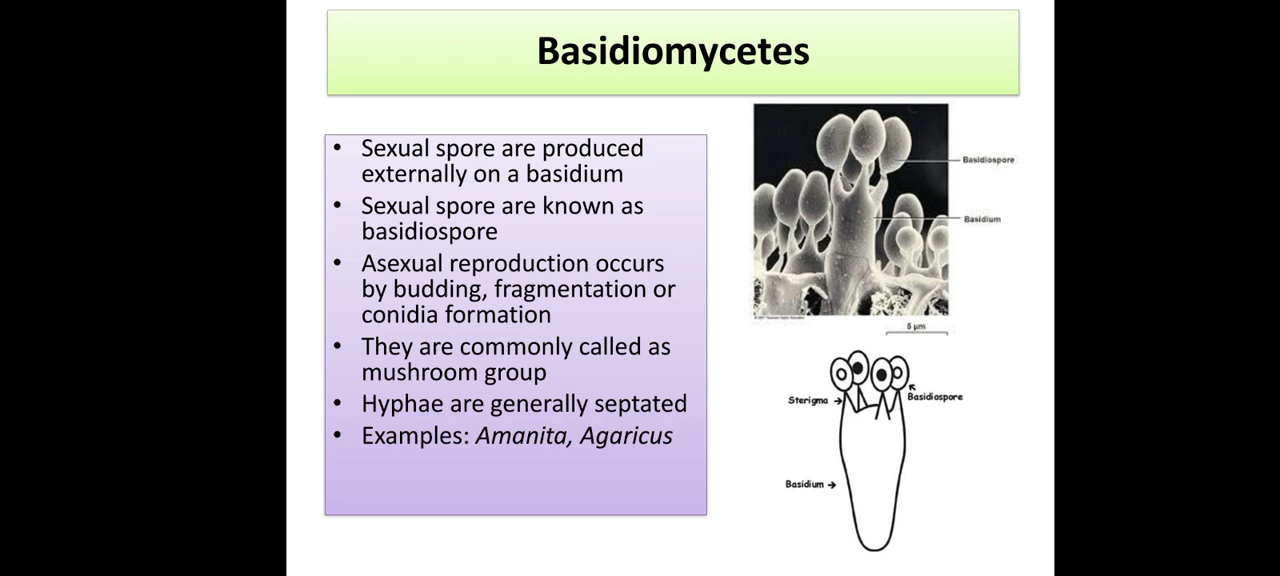 Basidiomycetes
• Sexual spore are produced
externally on a basidium
• Sexual spore are known as
basidiospore
• Asexual reproduction occurs
by budding, fragmentation or
conidia formation
• They are commonly called as
mushroom group
• Hyphae are generally septated
• Examples: Amanita, Agaricus
Basidiospore
Basidium
5 µm
Sterigma
Basidiospore
Basidium